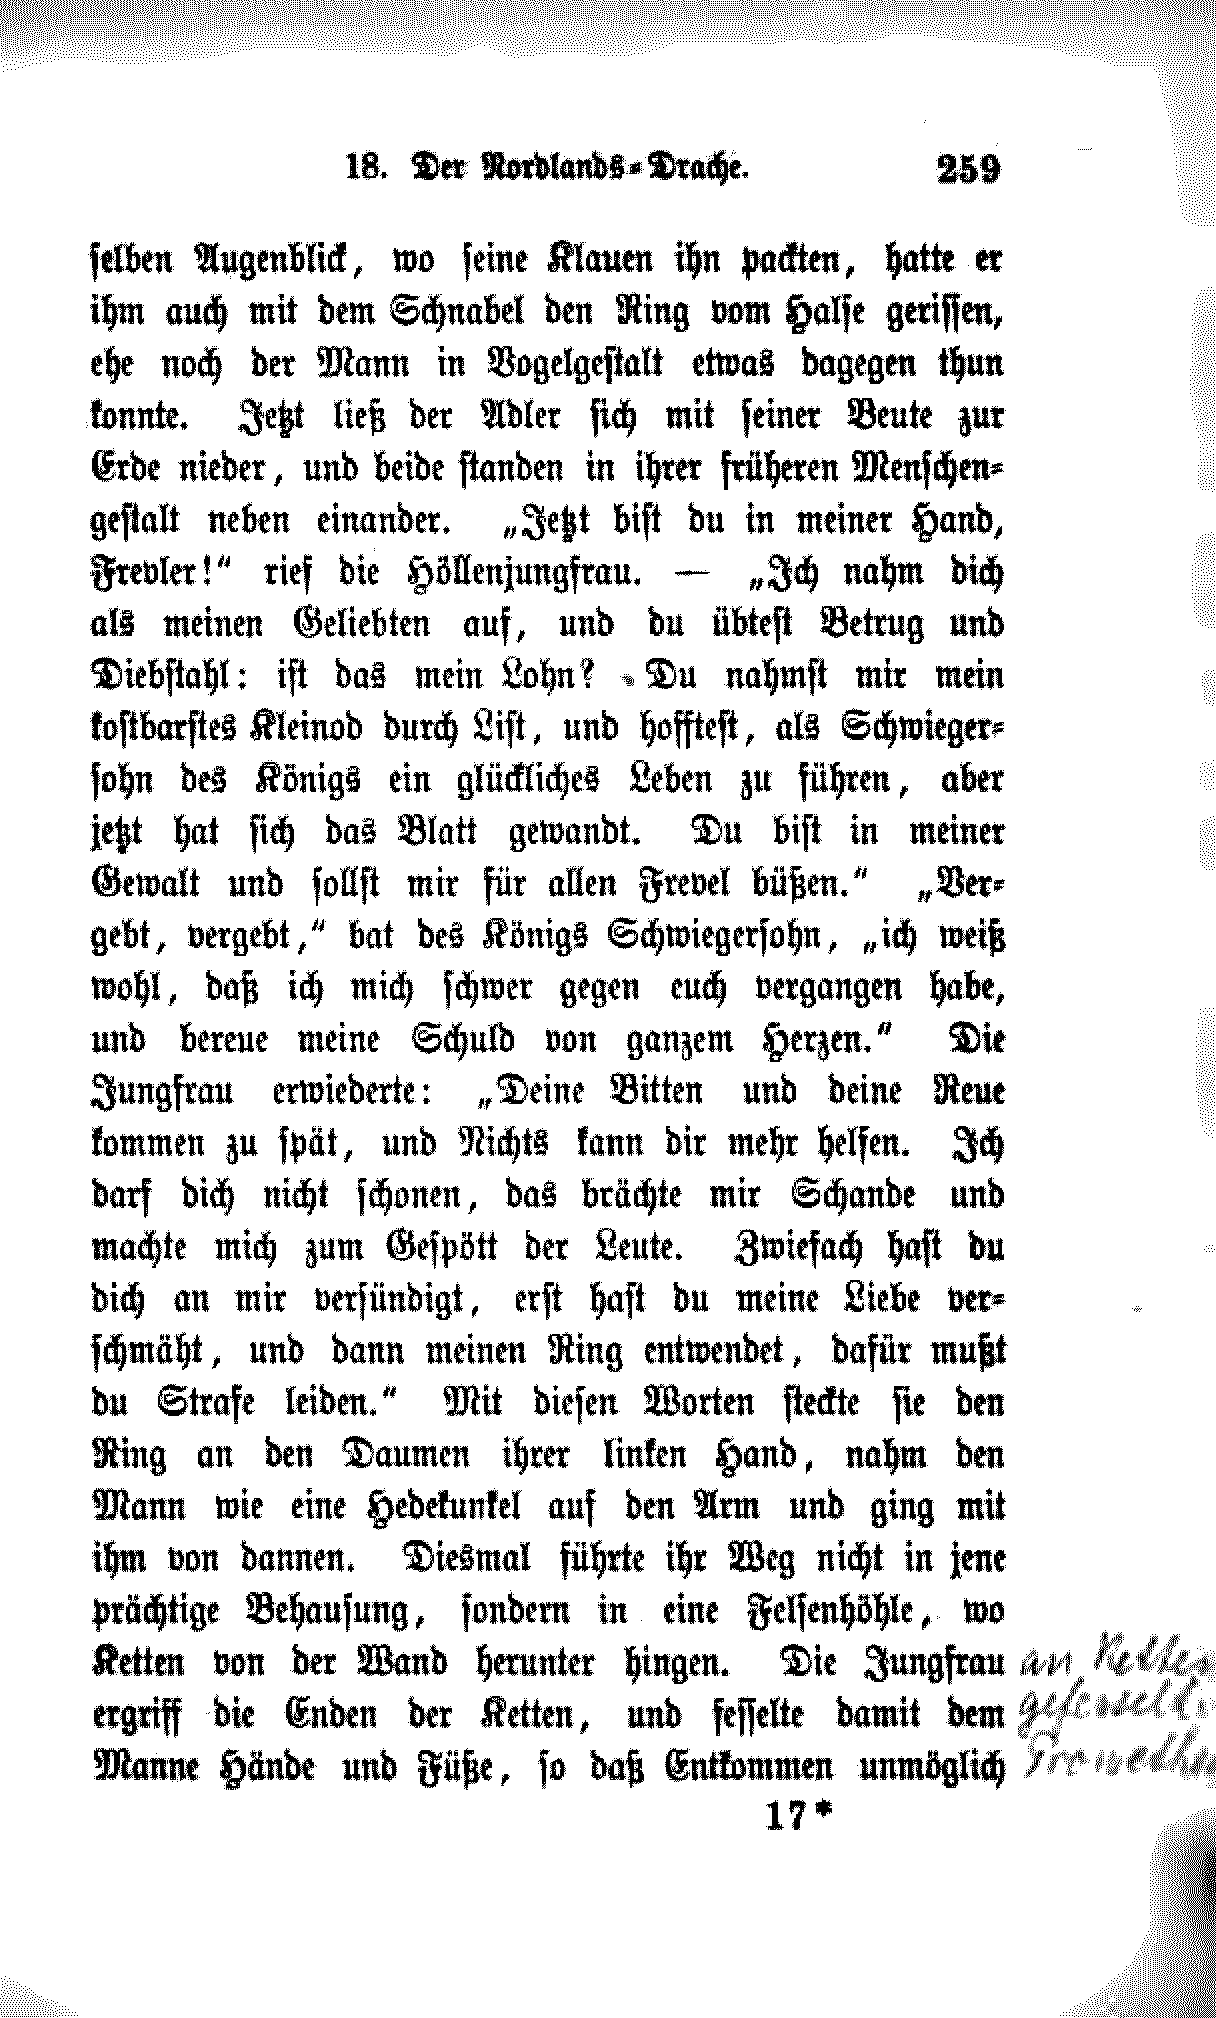 18. Der Nordlands-Drache. 259
selben Augenblick, wo seine Klauen ihn packten, hatte er
ihm auch mit dem Schnabel den Ring vom Halse gerissen,
ehe noch der Mann in Vogelgestalt etwas dagegen thun
konnte. Jetzt ließ der Adler sich mit seiner Beute zur
Erde nieder, und beide standen in ihrer früheren Menschen-
gestalt neben einander. „Jetzt bist du in meiner Hand,
Frevler!“ rief die Höllenjungfrau. — „Ich nahm dich
als meinen Geliebten auf, und du übtest Betrug und
Diebstahl: ist das mein Lohn? Du nahmst mir mein
kostbarstes Kleinod durch List, und hofftest, als Schwieger-
sohn des Königs ein glückliches Leben zu führen, aber
jetzt hat sich das Blatt gewandt. Du bist in meiner
Gewalt und sollst mir für allen Frevel büßen.“ „Ver-
gebt, vergebt,“ bat des Königs Schwiegersohn, „ich weiß
wohl, daß ich mich schwer gegen euch vergangen habe,
und bereue meine Schuld von ganzem Herzen.“ Die
Jungfrau erwiederte: „Deine Bitten und deine Reue
kommen zu spät, und Nichts kann dir mehr helfen. Ich
darf dich nicht schonen, das brächte mir Schande und
machte mich zum Gespött der Leute. Zwiefach hast du
dich an mir versündigt, erst hast du meine Liebe ver-
schmäht, und dann meinen Ring entwendet, dafür mußt
du Strafe leiden.“ Mit diesen Worten steckte sie den
Ring an den Daumen ihrer linken Hand, nahm den
Mann wie eine Hedekunkel auf den Arm und ging mit
ihm von dannen. Diesmal führte ihr Weg nicht in jene
prächtige Behausung, sondern in eine Felsenhöhle, wo
Ketten von der Wand herunter hingen. Die Jungfrau
ergriff die Enden der Ketten, und fesselte damit dem
Manne Hände und Füße, so daß Entkommen unmöglich
17*
an Ketten